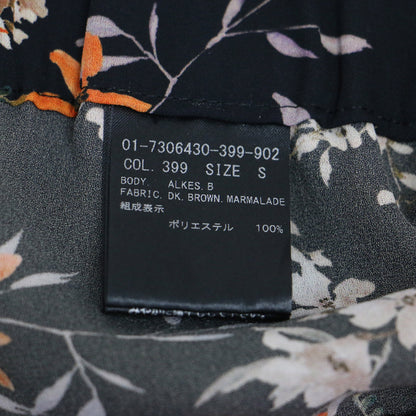 01-7306430-399-902
COL. 399 SIZE S
BODY. ALKES. B
FABRIC. DK. BROWN. MARMALADE
組成表示
ポリエステル 100%